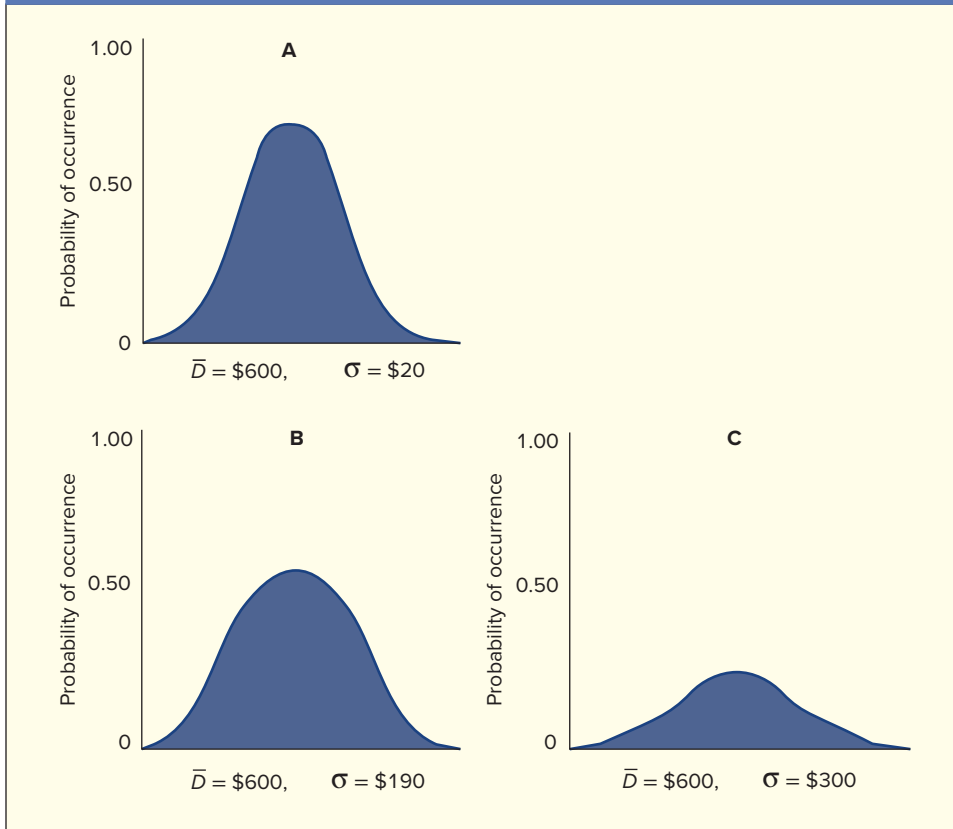 A
1.00
0.50
0
Probability of occurrence
D̅ = $600, σ = $20
B
1.00
0.50
0
Probability of occurrence
D̅ = $600, σ = $190
C
1.00
0.50
0
Probability of occurrence
D̅ = $600, σ = $300